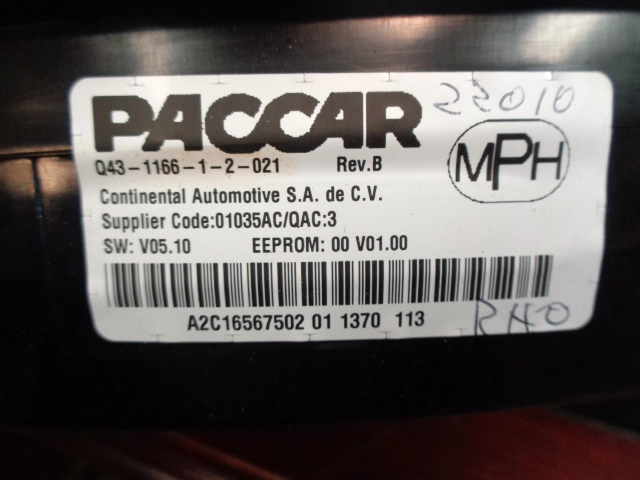 PACCAR
22010
Q43-1166-1-2-021 Rev.B
MPH
Continental Automotive S.A. de C.V.
Supplier Code:01035AC/QAC:3
SW: V05.10 EEPROM: 00 V01.00
A2C16567502 01 1370 113